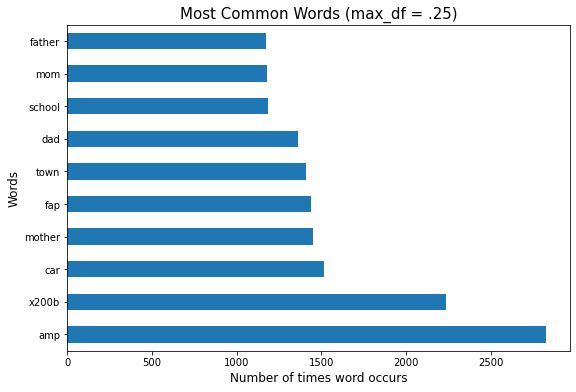 Most Common Words (max_df = .25)
father
mom
school
dad
town
fap
mother
car
x200b
amp
Words
0 500 1000 1500 2000 2500
Number of times word occurs